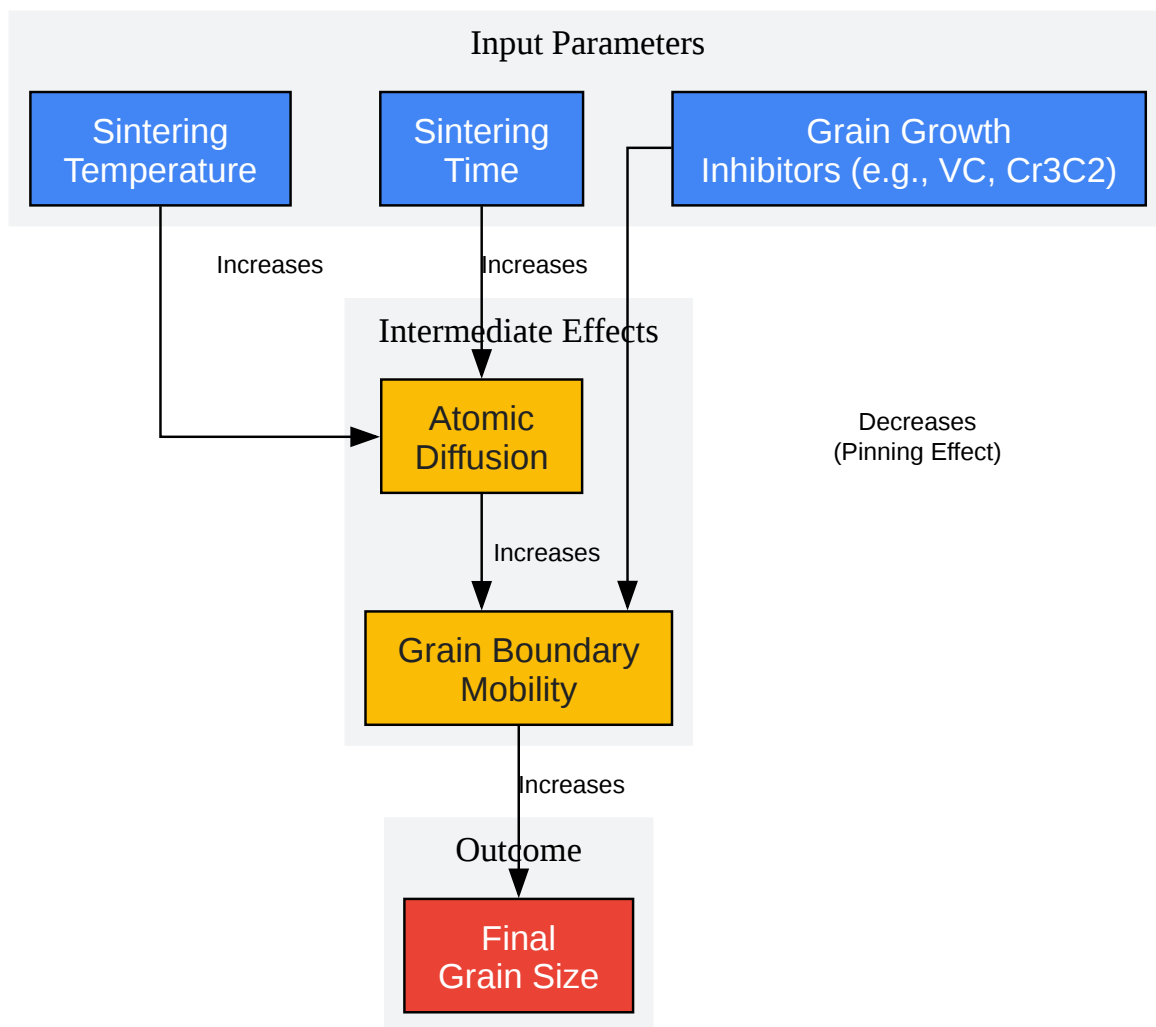 Input Parameters
Sintering
Temperature
Sintering
Time
Grain Growth
Inhibitors (e.g., VC, Cr3C2)
Increases
Increases
Intermediate Effects
Atomic
Diffusion
Decreases
(Pinning Effect)
Increases
Grain Boundary
Mobility
Increases
Outcome
Final
Grain Size